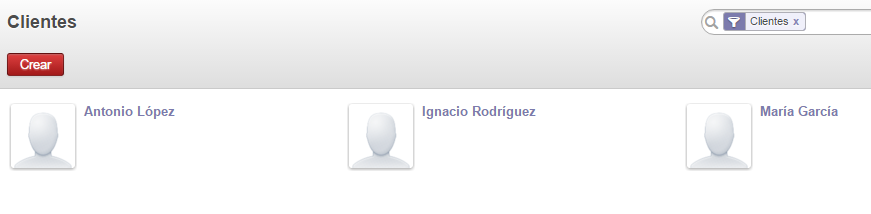 Clientes
Clientes x
Crear
Antonio López
Ignacio Rodríguez
María García